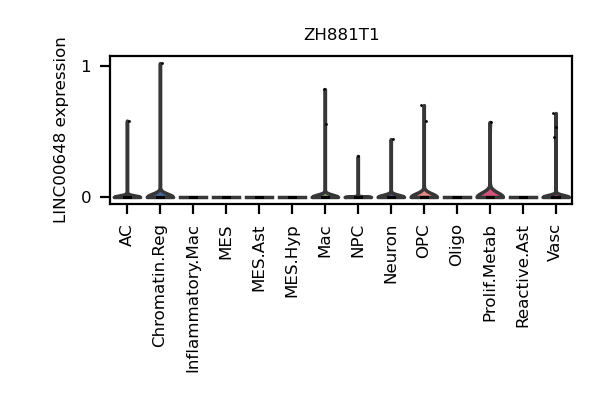 ZH881T1
LINC00648 expression
1
0
AC
Chromatin.Reg
Inflammatory.Mac
MES
MES.Ast
MES.Hyp
Mac
NPC
Neuron
OPC
Oligo
Prolif.Metab
Reactive.Ast
Vasc